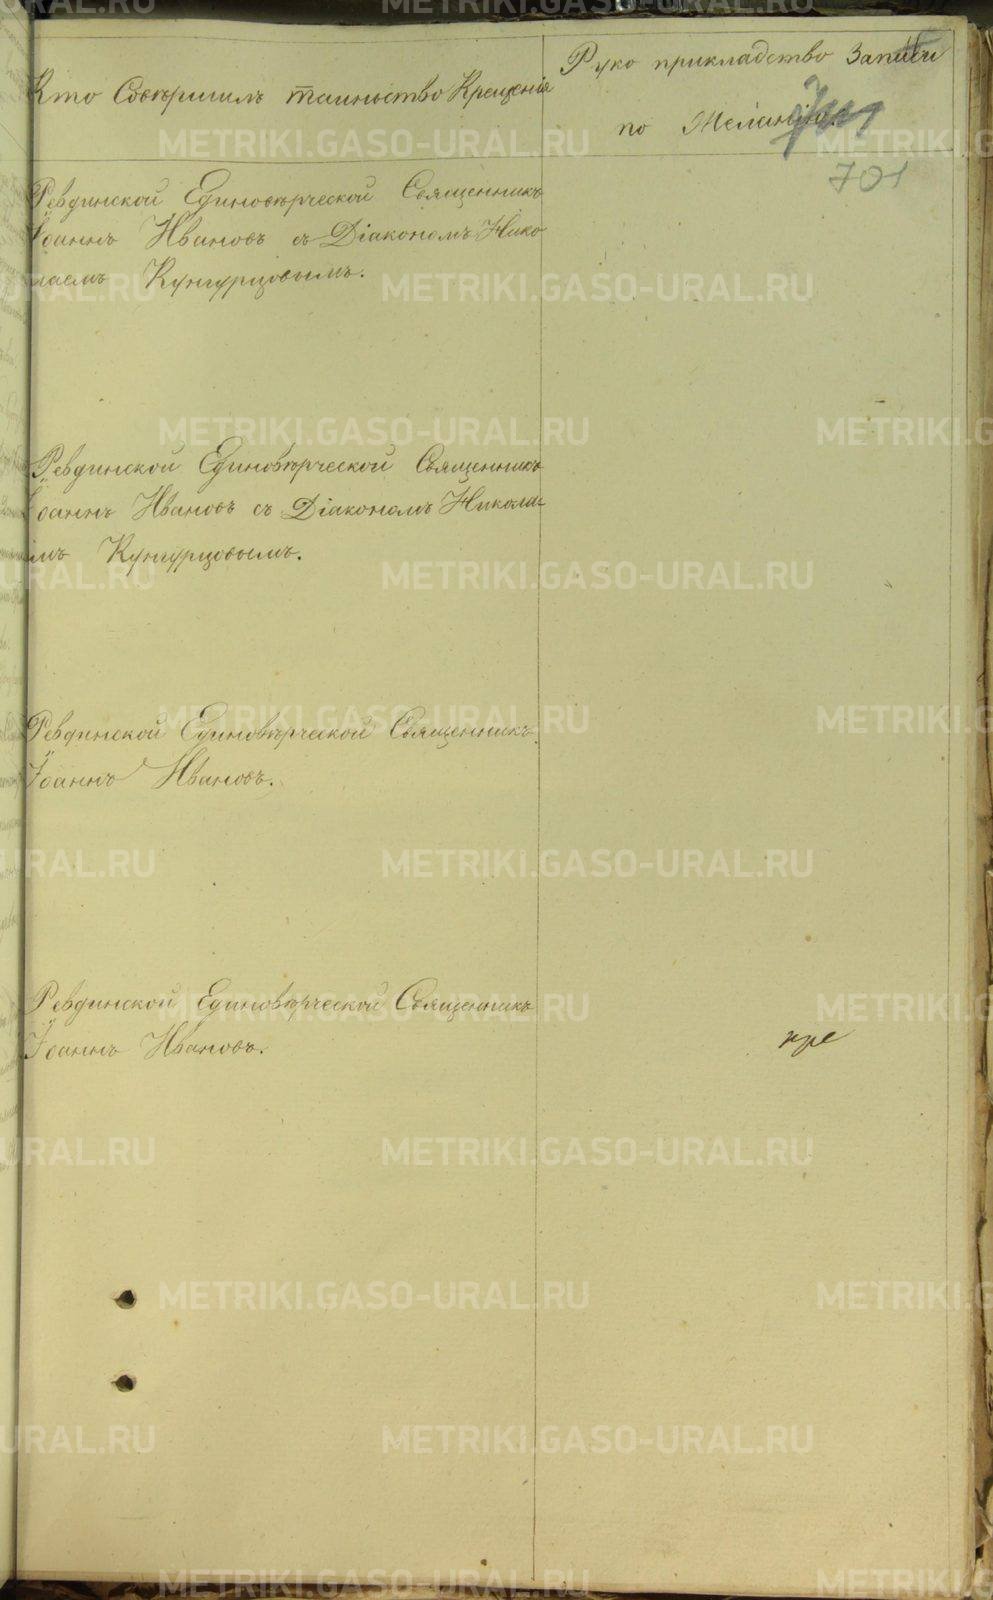 Кто Совершилъ таинство Крещенія
Руко прикладство Записи
по Желанію.
701
Ревдинской Единовѣрческой Священникъ
Іоаннъ Ивановъ съ Діакономъ Нико
лаемъ Кунгурцовымъ.
Ревдинской Единовѣрческой Священникъ
Іоаннъ Ивановъ съ Діакономъ Никола-
мъ Кунгурцовымъ.
Ревдинской Единовѣрческой Священникъ
Іоаннъ Ивановъ.
Ревдинской Единовѣрческой Священникъ
Іоаннъ Ивановъ.
METRIKI.GASO-URAL.RU